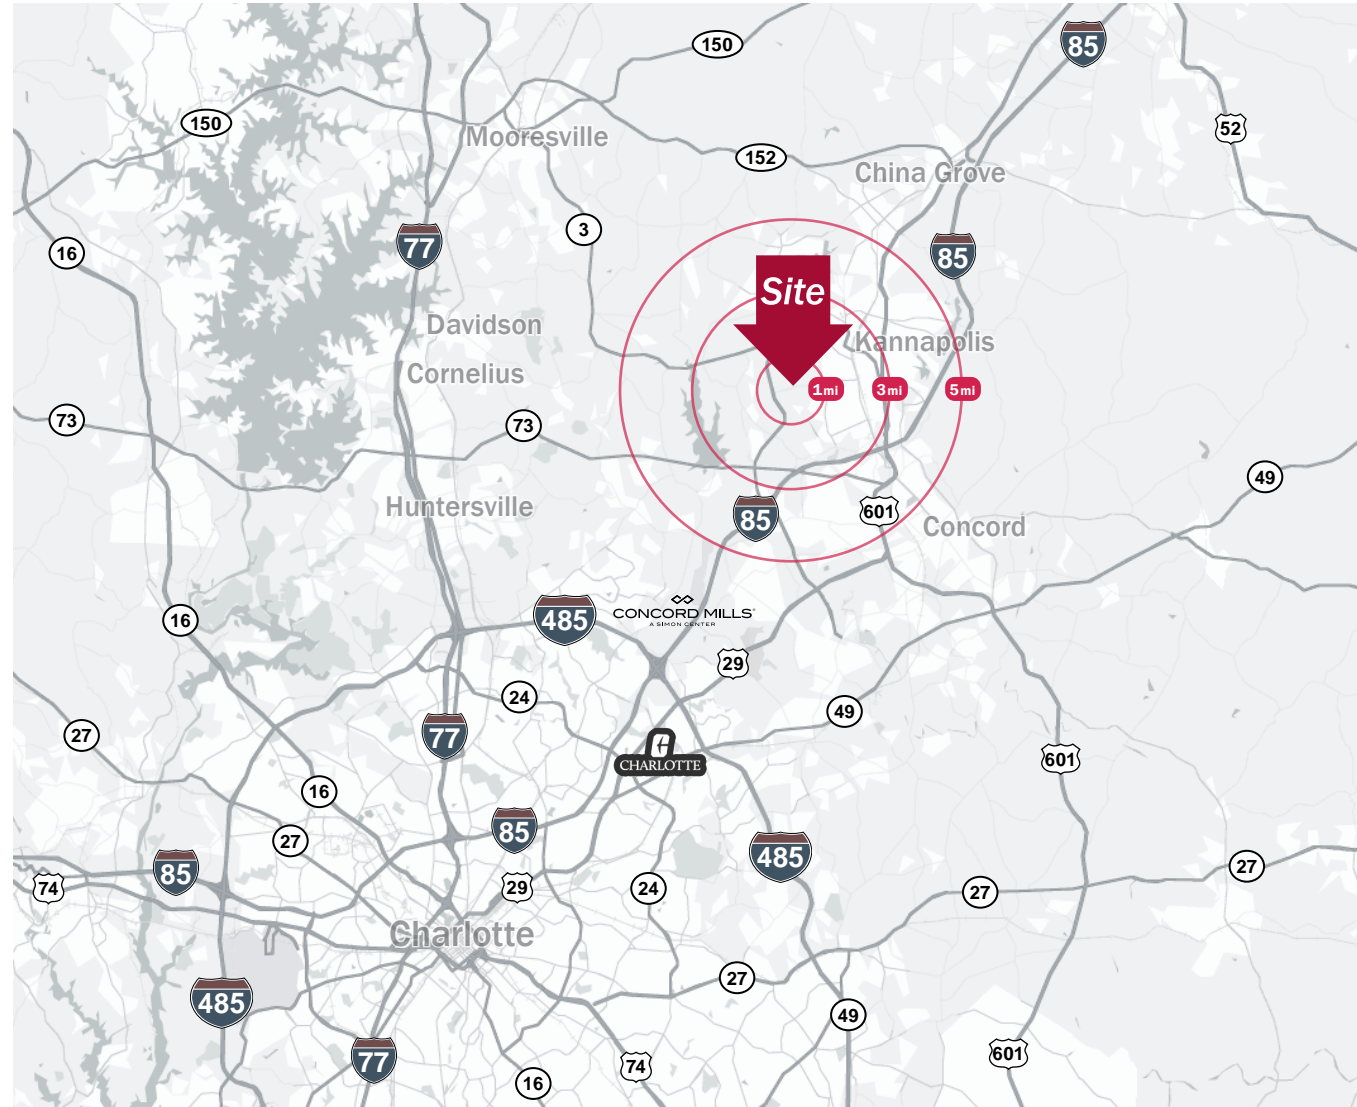 85
150
52
150
Mooresville
152
China Grove
3
16
77
85
Site
Davidson
Kannapolis
Cornelius
1mi
3mi
5mi
73
73
49
Huntersville
601
85
Concord
485
CONCORD MILLS®
A SIMON CENTER
16
29
24
49
27
77
CHARLOTTE
601
16
85
27
485
85
27
74
29
24
27
Charlotte
27
485
49
77
601
74
16